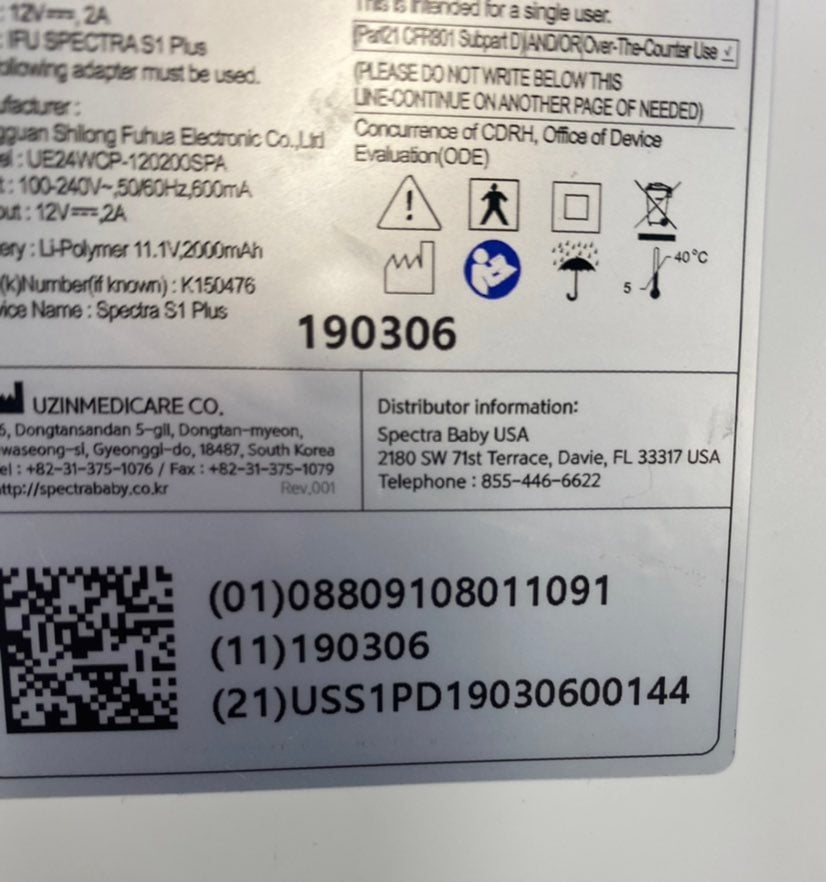 : 12V⎓, 2A
: IFU SPECTRA S1 Plus
ollowing adapter must be used.
ufacturer :
gguan Shilong Fuhua Electronic Co.,Ltd
el : UE24WCP-120200SPA
t : 100-240V~,50/60Hz,600mA
out : 12V⎓,2A
ery : Li-Polymer 11.1V,2000mAh
(k)Number(if known) : K150476
vice Name : Spectra S1 Plus
This is intended for a single user.
(Part21 CFR801 Subpart D)AND/OR(Over-The-Counter Use √
(PLEASE DO NOT WRITE BELOW THIS
LINE-CONTINUE ON ANOTHER PAGE OF NEEDED)
Concurrence of CDRH, Office of Device
Evaluation(ODE)
40°C
5
190306
UZINMEDICARE CO.
6, Dongtansandan 5-gil, Dongtan-myeon,
waseong-si, Gyeonggi-do, 18487, South Korea
el : +82-31-375-1076 / Fax : +82-31-375-1079
ttp://spectrababy.co.kr
Rev.001
Distributor information:
Spectra Baby USA
2180 SW 71st Terrace, Davie, FL 33317 USA
Telephone : 855-446-6622
(01)08809108011091
(11)190306
(21)USS1PD19030600144